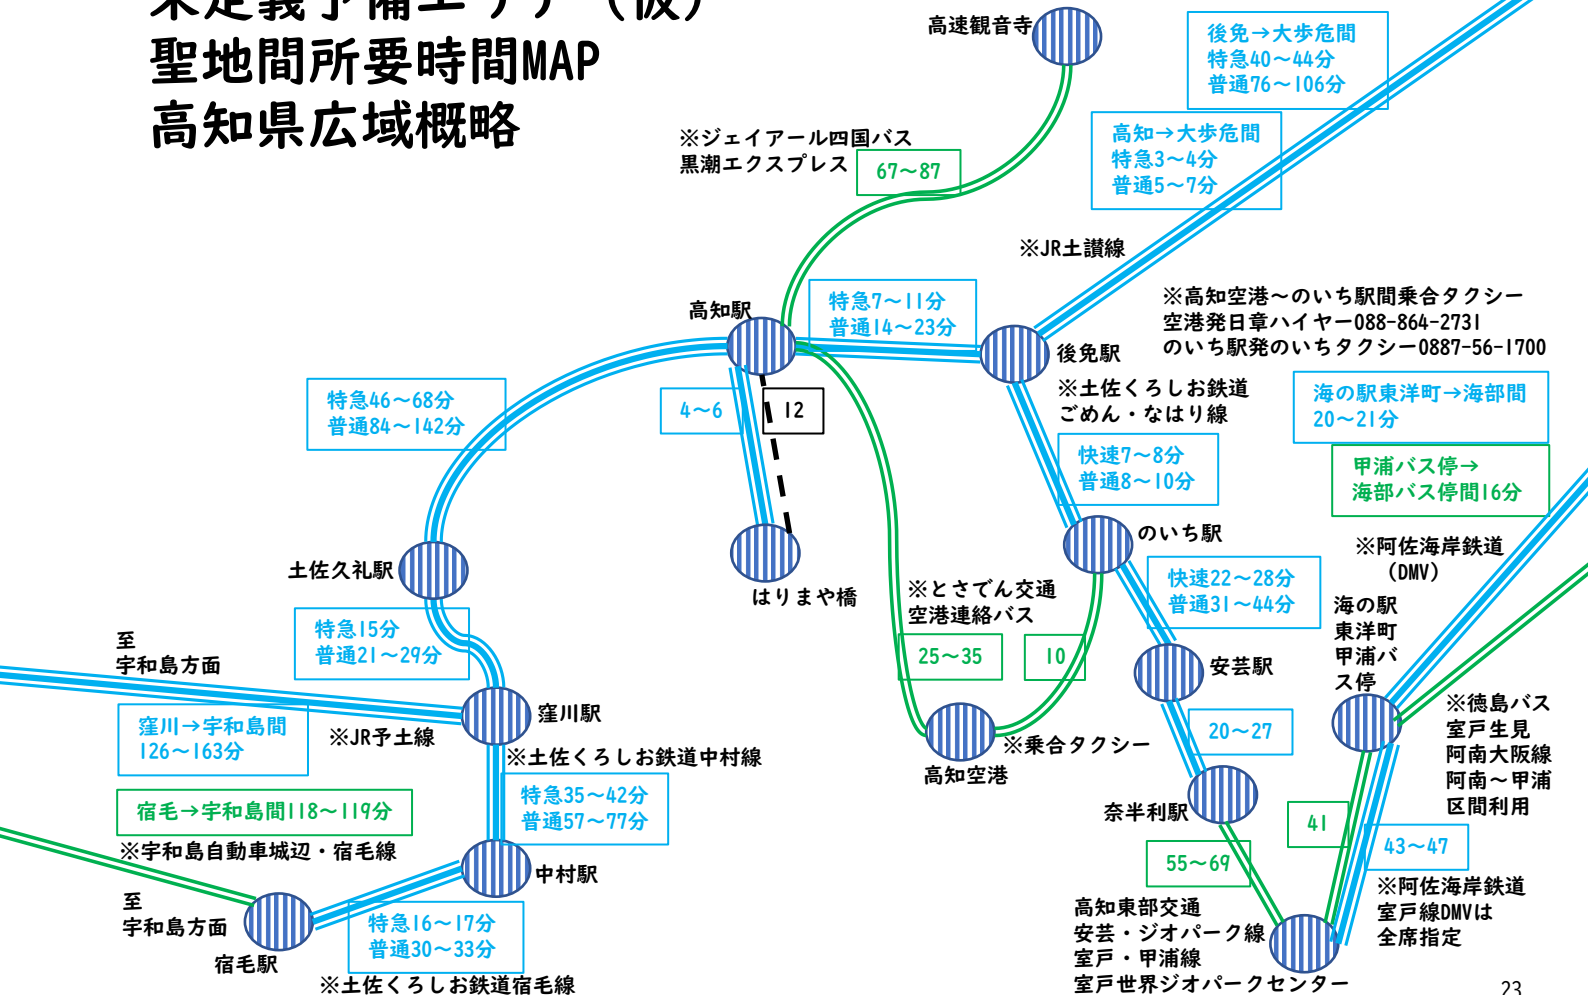 未定義予備エリア（仮）
聖地間所要時間MAP
高知県広域概略
高速観音寺
後免→大歩危間
特急40～44分
普通76～106分
※ジェイアール四国バス
黒潮エクスプレス
67～87
高知→大歩危間
特急3～4分
普通5～7分
※JR土讃線
高知駅
特急7～11分
普通14～23分
後免駅
※高知空港～のいち駅間乗合タクシー
空港発日章ハイヤー088-864-2731
のいち駅発のいちタクシー0887-56-1700
特急46～68分
普通84～142分
4～6
12
※土佐くろしお鉄道
ごめん・なはり線
海の駅東洋町→海部間
20～21分
快速7～8分
普通8～10分
甲浦バス停→
海部バス停間16分
のいち駅
※阿佐海岸鉄道
（DMV）
土佐久礼駅
はりまや橋
※とさでん交通
空港連絡バス
快速22～28分
普通31～44分
海の駅
東洋町
甲浦バ
ス停
特急15分
普通21～29分
至
宇和島方面
25～35
10
安芸駅
窪川駅
窪川→宇和島間
126～163分
※JR予土線
※土佐くろしお鉄道中村線
※乗合タクシー
高知空港
20～27
※徳島バス
室戸生見
阿南大阪線
阿南～甲浦
区間利用
宿毛→宇和島間118～119分
※宇和島自動車城辺・宿毛線
特急35～42分
普通57～77分
奈半利駅
41
43～47
中村駅
55～69
至
宇和島方面
特急16～17分
普通30～33分
宿毛駅
※土佐くろしお鉄道宿毛線
高知東部交通
安芸・ジオパーク線
室戸・甲浦線
室戸世界ジオパークセンター
※阿佐海岸鉄道
室戸線DMVは
全席指定
23